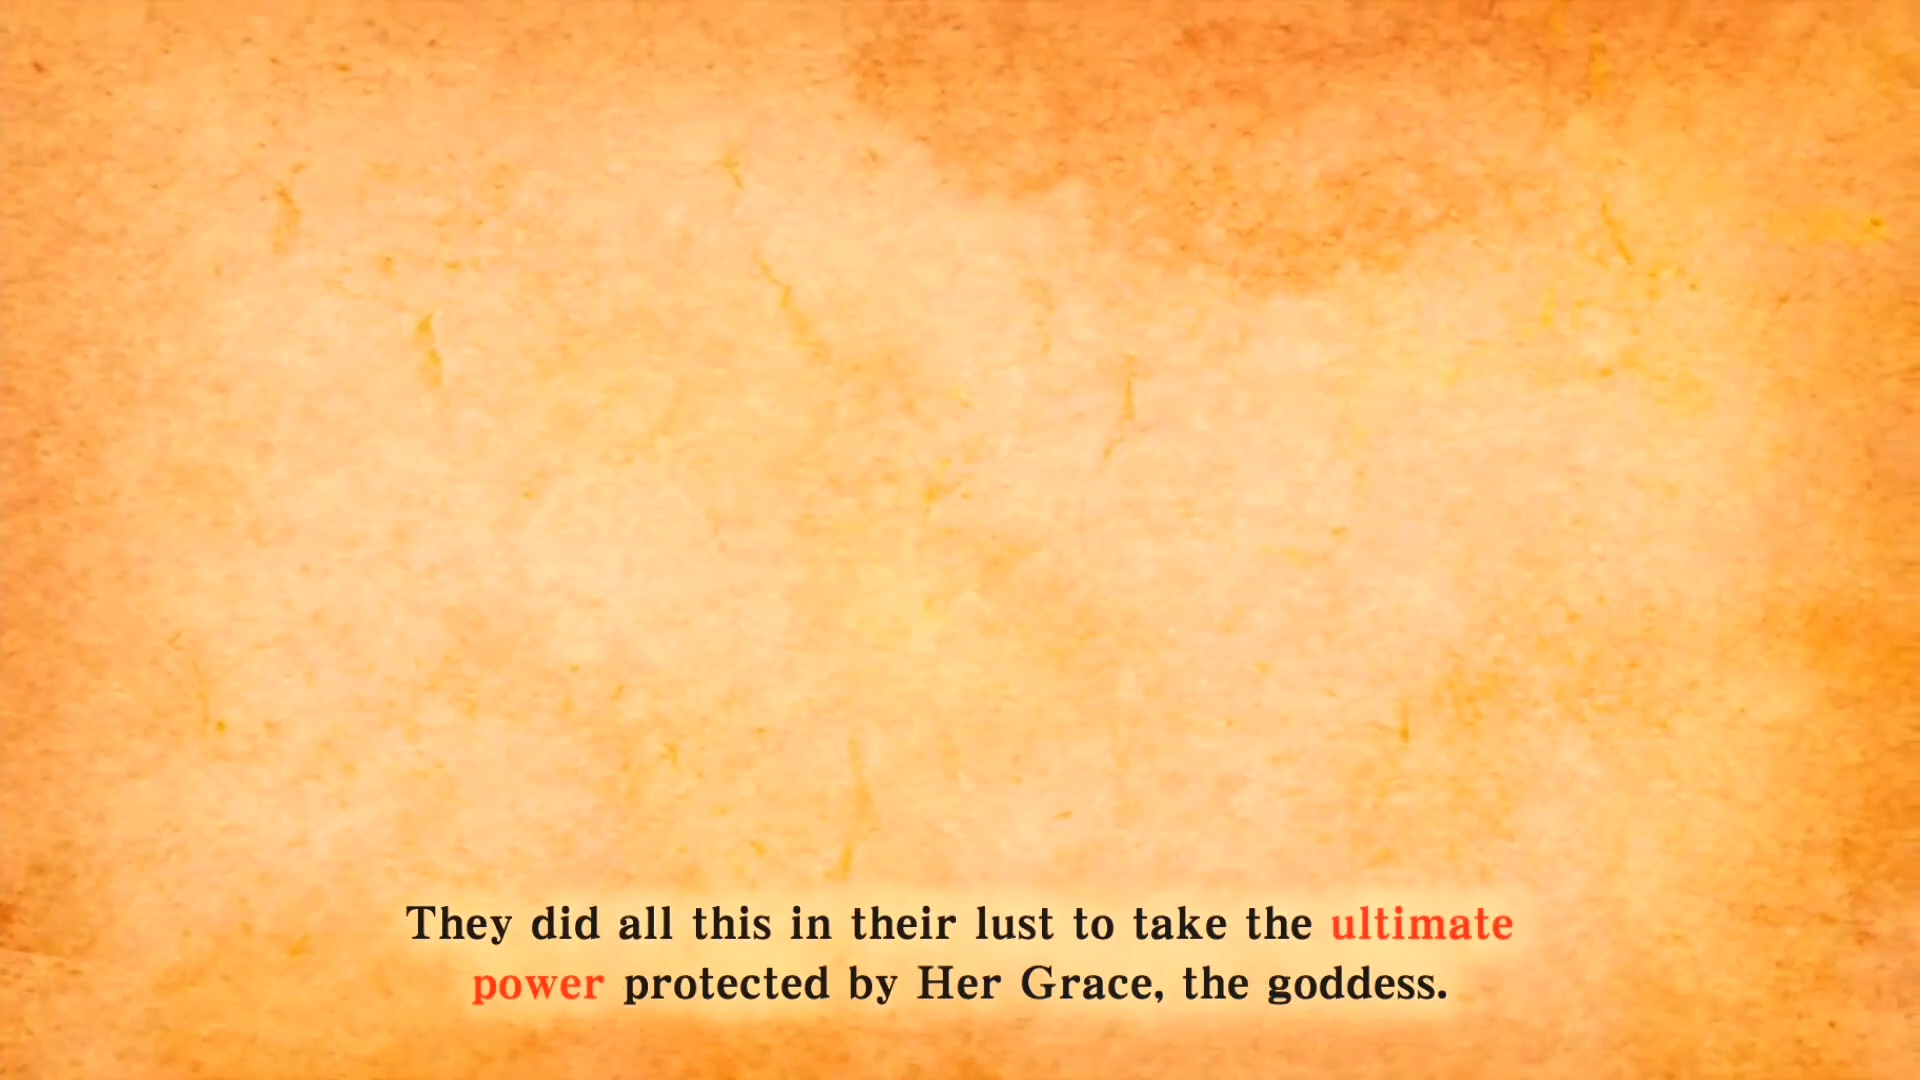 They did all this in their lust to take the ultimate
power protected by Her Grace, the goddess.